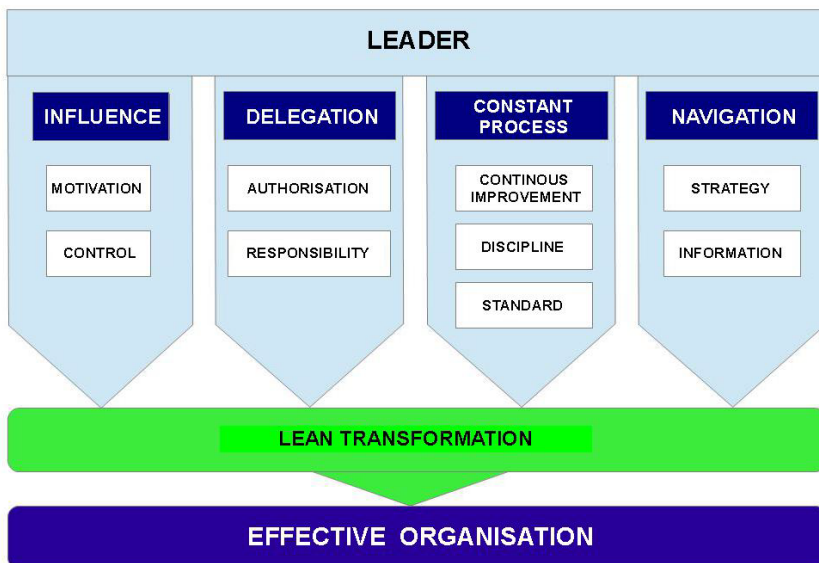 LEADER
INFLUENCE
MOTIVATION
CONTROL
DELEGATION
AUTHORISATION
RESPONSIBILITY
CONSTANT
PROCESS
CONTINOUS
IMPROVEMENT
DISCIPLINE
STANDARD
NAVIGATION
STRATEGY
INFORMATION
LEAN TRANSFORMATION
EFFECTIVE ORGANISATION